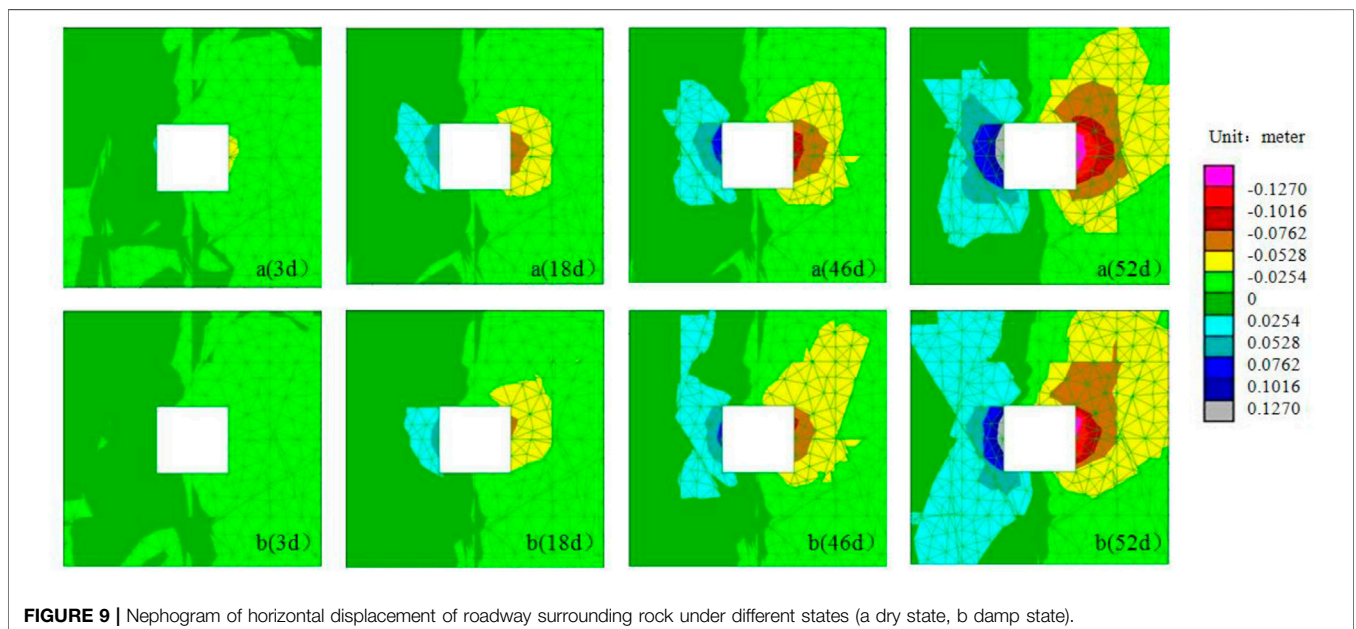 a(3d）
a(18d）
a(46d）
a(52d）
b(3d）
b(18d）
b(46d）
b(52d）
Unit：meter
-0.1270
-0.1016
-0.0762
-0.0528
-0.0254
0
0.0254
0.0528
0.0762
0.1016
0.1270
FIGURE 9 | Nephogram of horizontal displacement of roadway surrounding rock under different states (a dry state, b damp state).